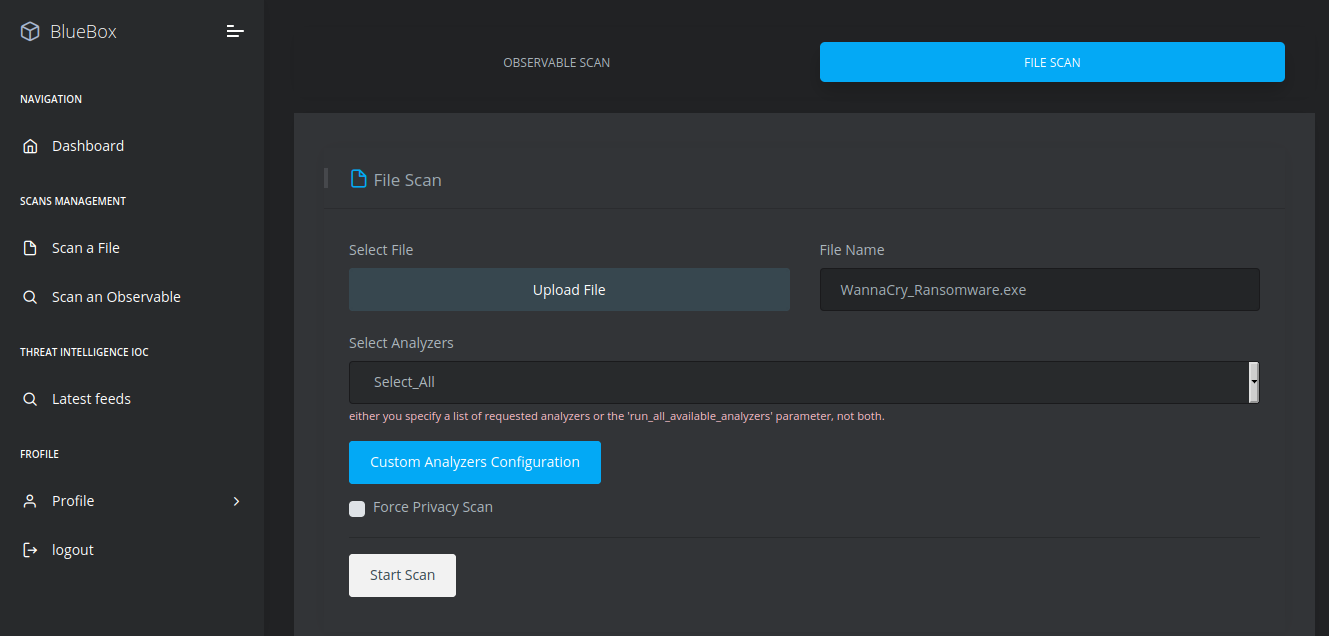 BlueBox
NAVIGATION
Dashboard
SCANS MANAGEMENT
Scan a File
Scan an Observable
THREAT INTELLIGENCE IOC
Latest feeds
FROFILE
Profile
logout
OBSERVABLE SCAN
FILE SCAN
File Scan
Select File
Upload File
File Name
WannaCry_Ransomware.exe
Select Analyzers
Select_All
either you specify a list of requested analyzers or the 'run_all_available_analyzers' parameter, not both.
Custom Analyzers Configuration
Force Privacy Scan
Start Scan